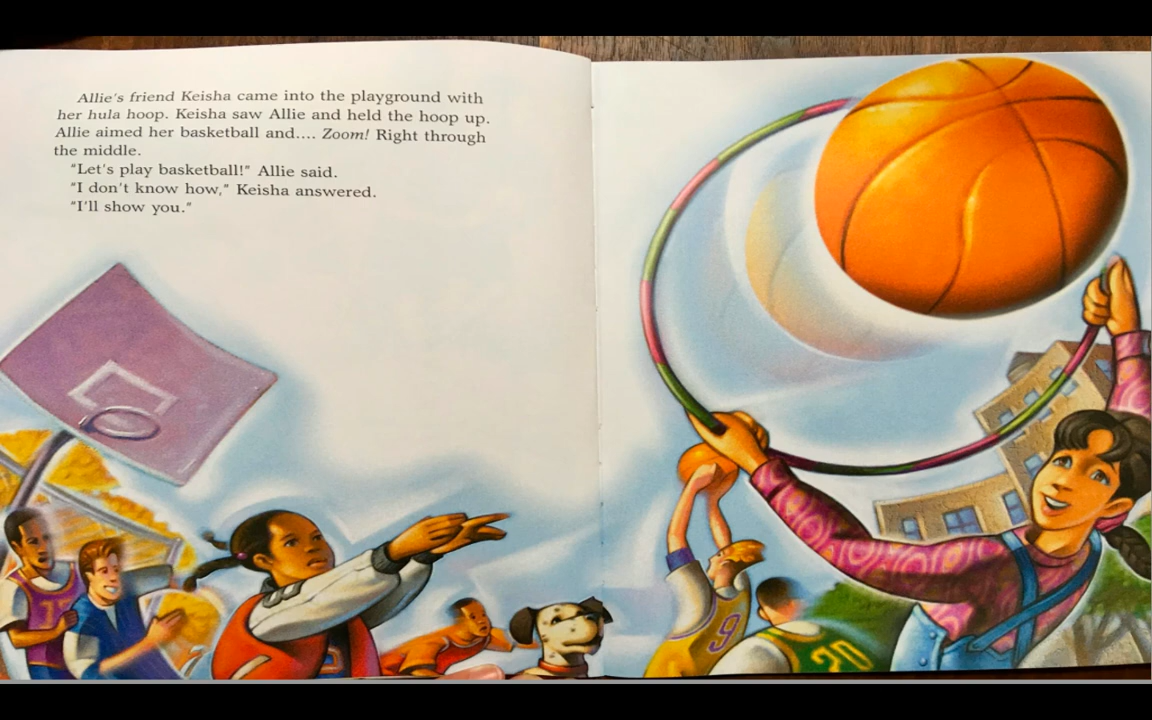 Allie's friend Keisha came into the playground with
her hula hoop. Keisha saw Allie and held the hoop up.
Allie aimed her basketball and.... Zoom! Right through
the middle.
"Let's play basketball!" Allie said.
"I don't know how," Keisha answered.
"I'll show you."
9
20